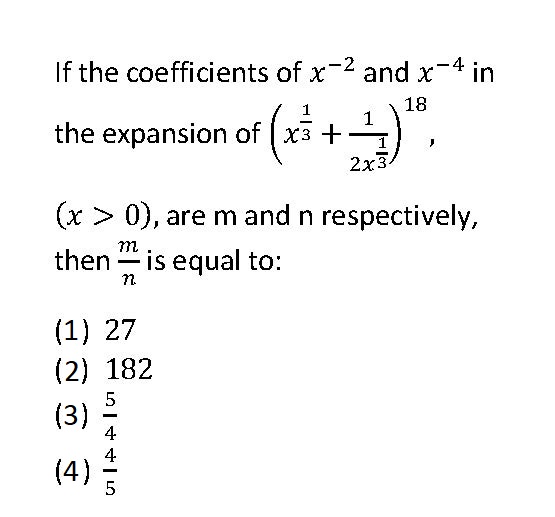 If the coefficients of x⁻² and x⁻⁴ in
the expansion of (x^(1/3) + 1/(2x^(1/3)))^18 ,
(x > 0), are m and n respectively,
then m/n is equal to:
(1) 27
(2) 182
(3) 5/4
(4) 4/5